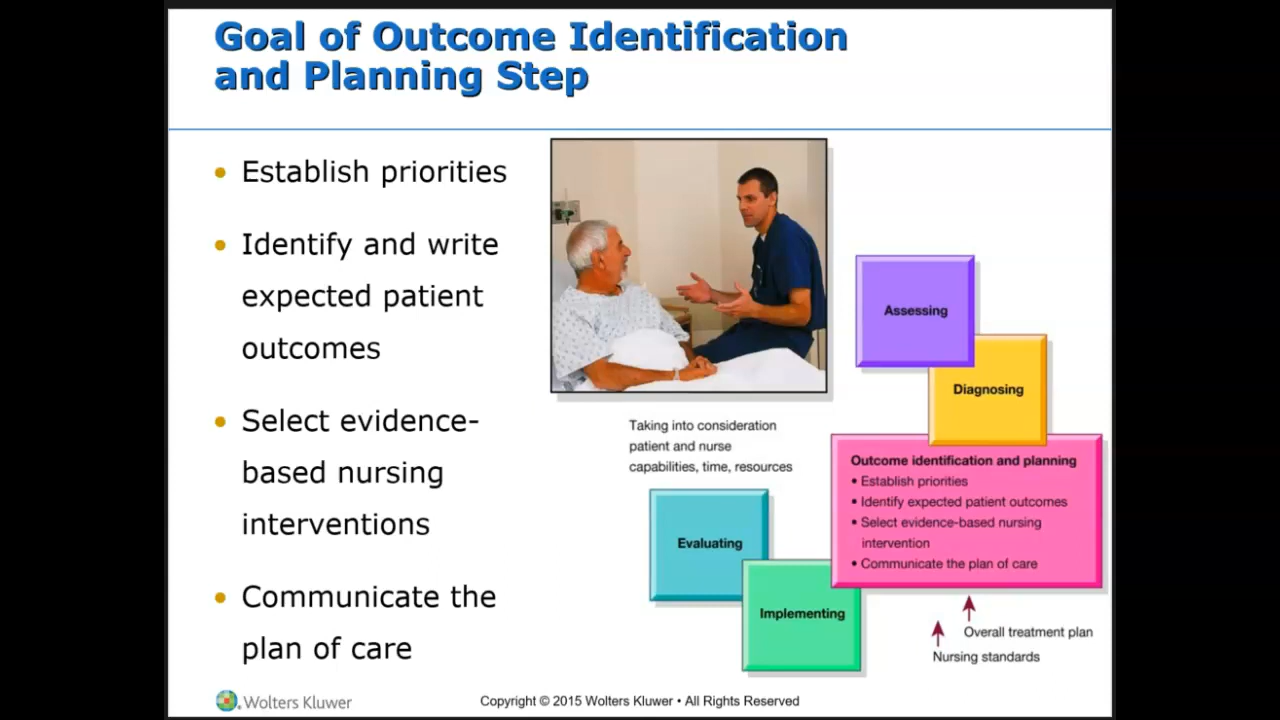 Goal of Outcome Identification
and Planning Step
Establish priorities
Identify and write
expected patient
outcomes
Select evidence-
based nursing
interventions
Communicate the
plan of care
Taking into consideration
patient and nurse
capabilities, time, resources
Assessing
Diagnosing
Outcome identification and planning
• Establish priorities
• Identify expected patient outcomes
• Select evidence-based nursing
intervention
• Communicate the plan of care
Evaluating
Implementing
Overall treatment plan
Nursing standards
Wolters Kluwer
Copyright © 2015 Wolters Kluwer • All Rights Reserved